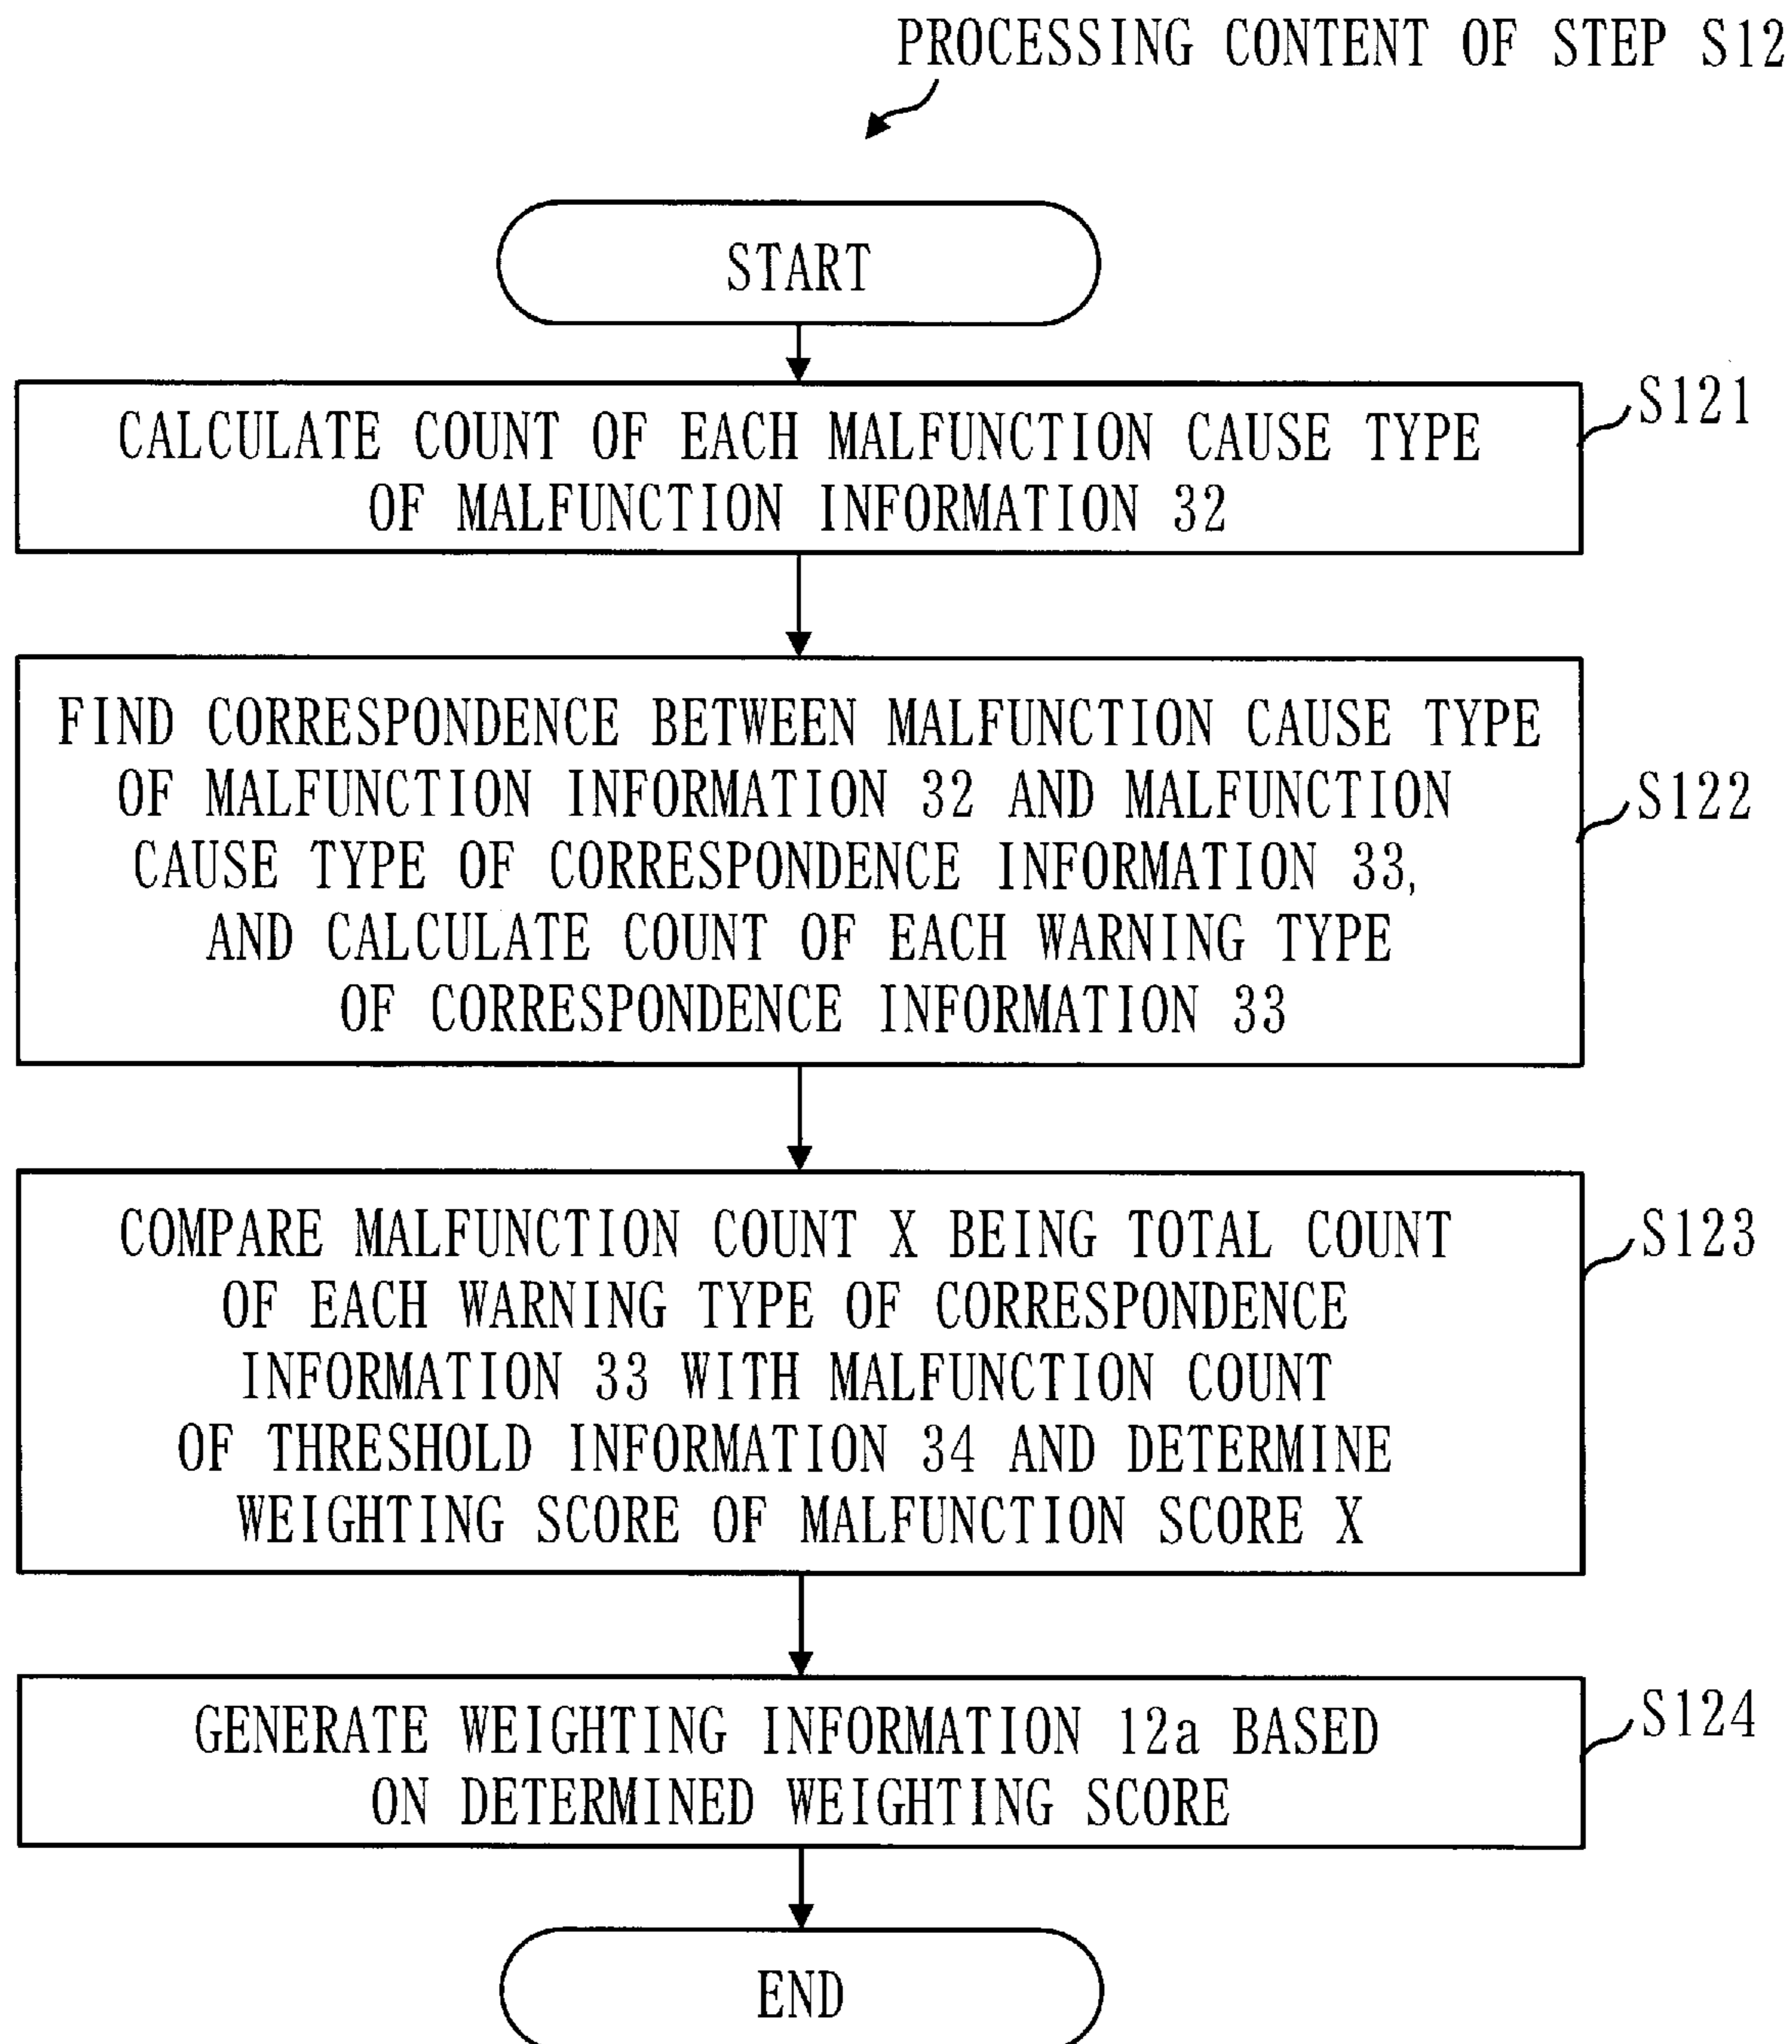 PROCESSING CONTENT OF STEP S12
START
S121
CALCULATE COUNT OF EACH MALFUNCTION CAUSE TYPE
OF MALFUNCTION INFORMATION 32
FIND CORRESPONDENCE BETWEEN MALFUNCTION CAUSE TYPE
OF MALFUNCTION INFORMATION 32 AND MALFUNCTION
S122
CAUSE TYPE OF CORRESPONDENCE INFORMATION 33,
AND CALCULATE COUNT OF EACH WARNING TYPE
OF CORRESPONDENCE INFORMATION 33
COMPARE MALFUNCTION COUNT X BEING TOTAL COUNT
S123
OF EACH WARNING TYPE OF CORRESPONDENCE
INFORMATION 33 WITH MALFUNCTION COUNT
OF THRESHOLD INFORMATION 34 AND DETERMINE
WEIGHTING SCORE OF MALFUNCTION SCORE X
S124
GENERATE WEIGHTING INFORMATION 12a BASED
ON DETERMINED WEIGHTING SCORE
END